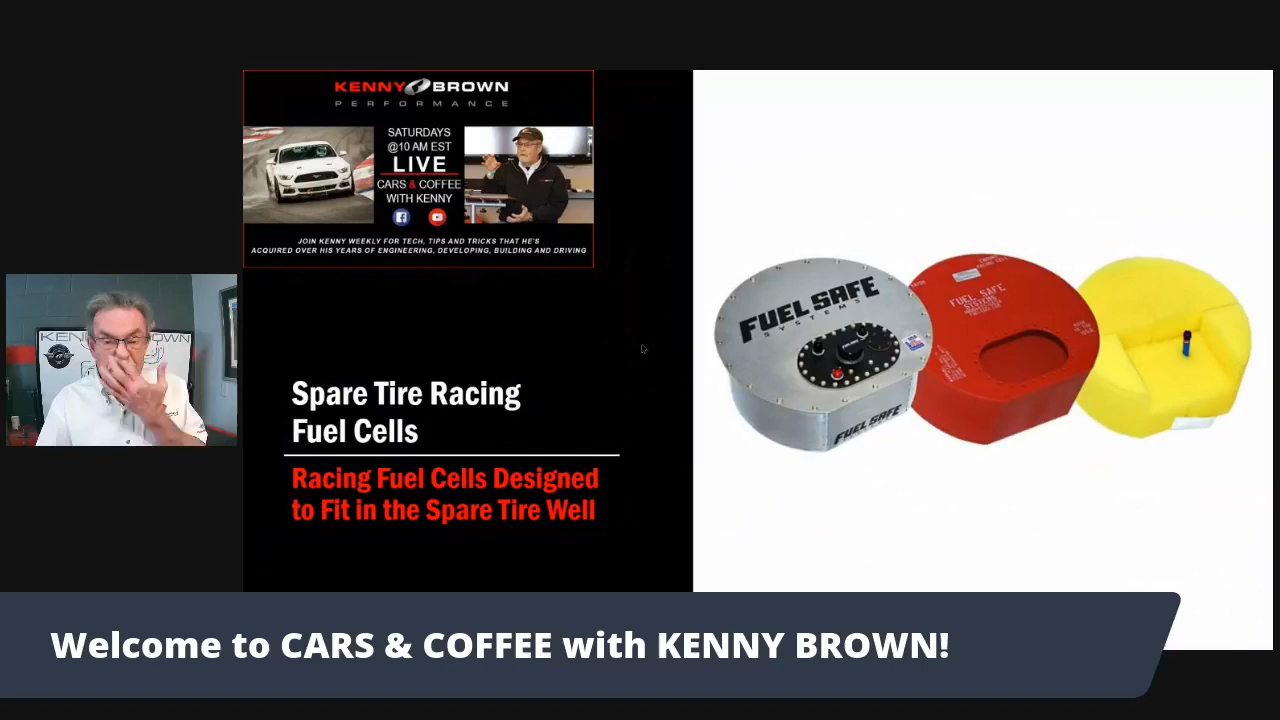 KENNY BROWN
PERFORMANCE
SATURDAYS
@10 AM EST
LIVE
CARS & COFFEE
WITH KENNY
JOIN KENNY WEEKLY FOR TECH, TIPS AND TRICKS THAT HE'S
ACQUIRED OVER HIS YEARS OF ENGINEERING, DEVELOPING, BUILDING AND DRIVING
KENNY BROWN
Spare Tire Racing
Fuel Cells
Racing Fuel Cells Designed
to Fit in the Spare Tire Well
FUEL SAFE
SYSTEMS
FUEL SAFE
FUEL SAFE
SYSTEMS
Welcome to CARS & COFFEE with KENNY BROWN!